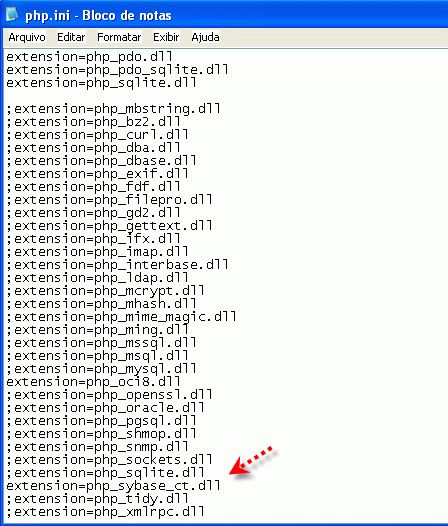 php.ini - Bloco de notas
Arquivo Editar Formatar Exibir Ajuda
extension=php_pdo.dll
extension=php_pdo_sqlite.dll
extension=php_sqlite.dll
;extension=php_mbstring.dll
;extension=php_bz2.dll
;extension=php_curl.dll
;extension=php_dba.dll
;extension=php_dbase.dll
;extension=php_exif.dll
;extension=php_fdf.dll
;extension=php_filepro.dll
;extension=php_gd2.dll
;extension=php_gettext.dll
;extension=php_ifx.dll
;extension=php_imap.dll
;extension=php_interbase.dll
;extension=php_ldap.dll
;extension=php_mcrypt.dll
;extension=php_mhash.dll
;extension=php_mime_magic.dll
;extension=php_ming.dll
;extension=php_mssql.dll
;extension=php_msql.dll
;extension=php_mysql.dll
extension=php_oci8.dll
;extension=php_openssl.dll
;extension=php_oracle.dll
;extension=php_pgsql.dll
;extension=php_shmop.dll
;extension=php_snmp.dll
;extension=php_sockets.dll
;extension=php_sqlite.dll
extension=php_sybase_ct.dll
;extension=php_tidy.dll
;extension=php_xmlrpc.dll